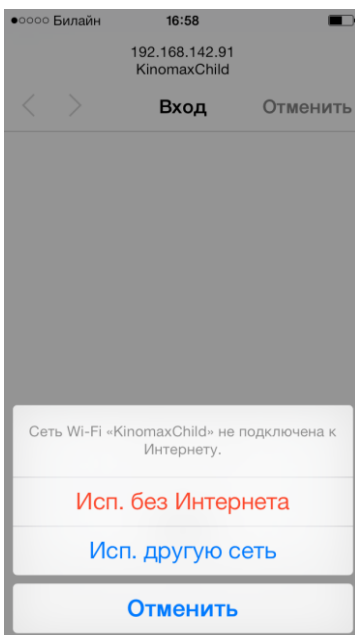 Билайн 16:58
192.168.142.91
KinomaxChild
Вход Отменить
Сеть Wi-Fi «KinomaxChild» не подключена к
Интернету.
Исп. без Интернета
Исп. другую сеть
Отменить